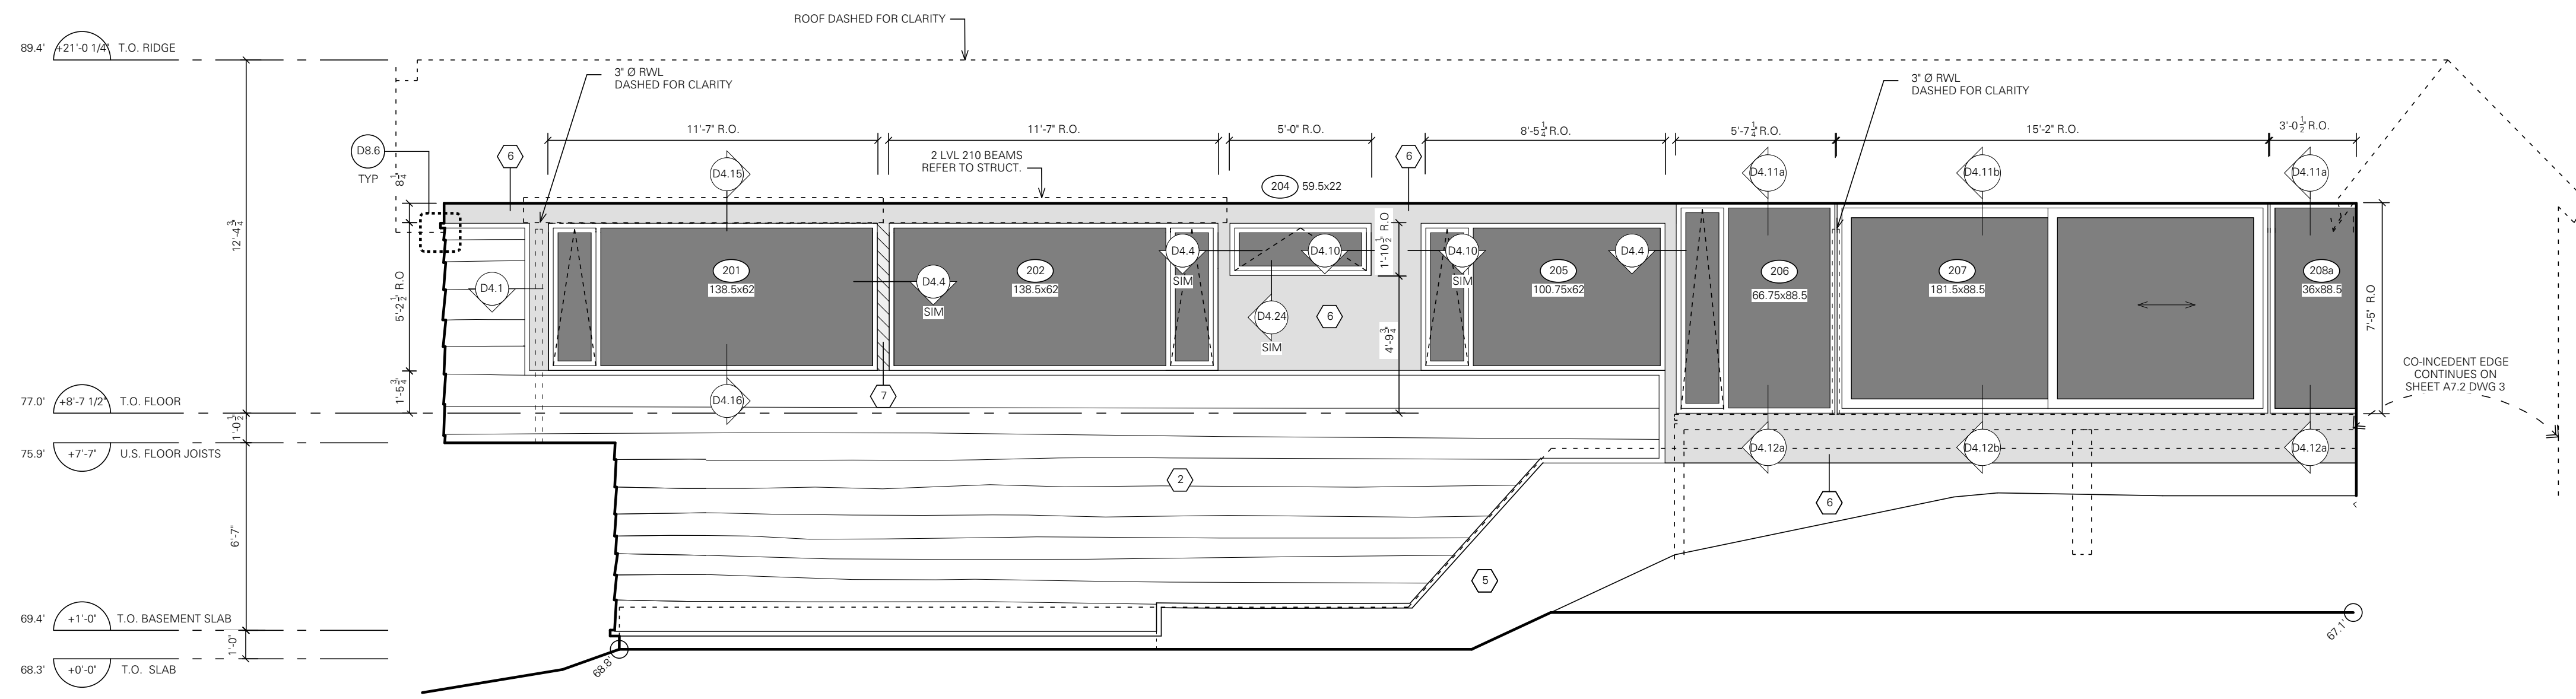 ROOF DASHED FOR CLARITY
89.4' +21'-0 1/4" T.O. RIDGE
3" Ø RWL
DASHED FOR CLARITY
3" Ø RWL
DASHED FOR CLARITY
11'-7" R.O.
11'-7" R.O.
5'-0" R.O.
8'-5 1/4" R.O.
5'-7 1/4" R.O.
15'-2" R.O.
3'-0 1/2" R.O.
D8.6
TYP
6
2 LVL 210 BEAMS
REFER TO STRUCT.
6
8 1/4"
D4.15
204 59.5x22
D4.11a
D4.11b
D4.11a
12'-4 3/4"
5'-2 1/2" R.O
1'-10 1/2" R.O
D4.4
SIM
D4.10
D4.10
SIM
D4.4
201
138.5x62
202
138.5x62
205
100.75x62
206
66.75x88.5
207
181.5x88.5
208a
36x88.5
D4.1
D4.4
SIM
D4.24
SIM
6
4'-9 3/4"
7'-5" R.O
CO-INCEDENT EDGE
CONTINUES ON
SHEET A7.2 DWG 3
1'-5 3/4"
77.0' +8'-7 1/2" T.O. FLOOR
D4.16
7
1'-0 1/2"
75.9' +7'-7" U.S. FLOOR JOISTS
D4.12a
D4.12b
D4.12a
2
6
6'-7"
5
69.4' +1'-0" T.O. BASEMENT SLAB
1'-0"
68.3' +0'-0" T.O. SLAB
68.8'
67.1'